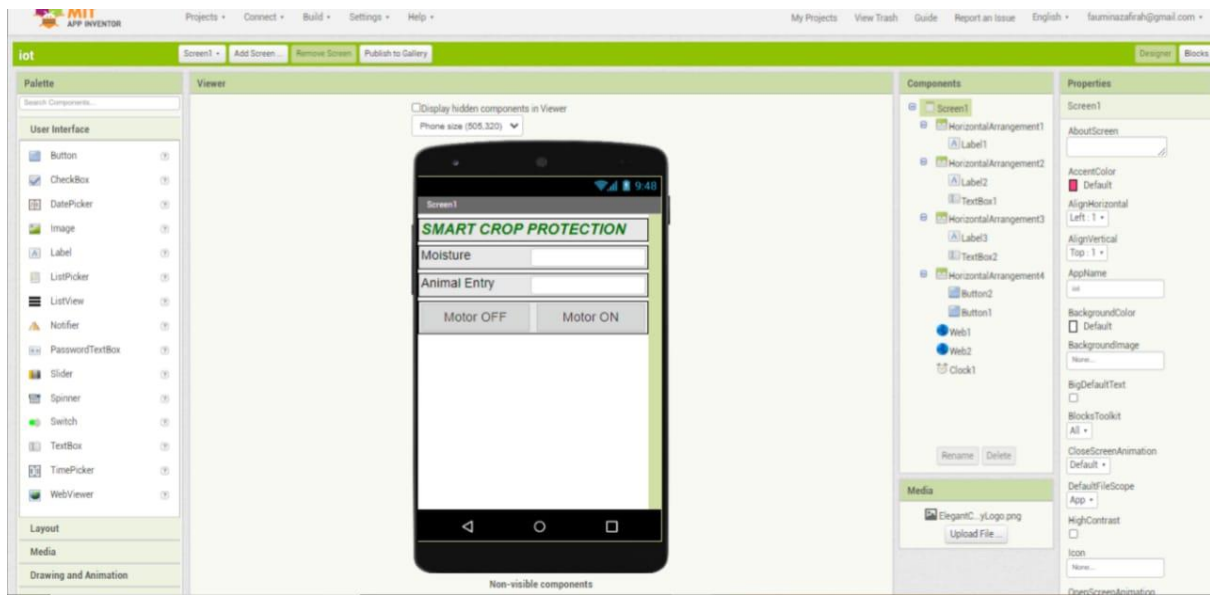 MIT
APP INVENTOR
Projects
Connect
Build
Settings
Help
My Projects
View Trash
Guide
Report an Issue
English
fauminazafirah@gmail.com
iot
Screen1
Add Screen ...
Remove Screen
Publish to Gallery
Designer
Blocks
Palette
Search Components...
User Interface
Button
CheckBox
DatePicker
Image
Label
ListPicker
ListView
Notifier
PasswordTextBox
Slider
Spinner
Switch
TextBox
TimePicker
WebViewer
Layout
Media
Drawing and Animation
Viewer
Display hidden components in Viewer
Phone size (505,320)
9:48
Screen1
SMART CROP PROTECTION
Moisture
Animal Entry
Motor OFF
Motor ON
Non-visible components
Components
Screen1
HorizontalArrangement1
Label1
HorizontalArrangement2
Label2
TextBox1
HorizontalArrangement3
Label3
TextBox2
HorizontalArrangement4
Button2
Button1
Web1
Web2
Clock1
Rename
Delete
Media
ElegantC...yLogo.png
Upload File ...
Properties
Screen1
AboutScreen
AccentColor
Default
AlignHorizontal
Left : 1
AlignVertical
Top : 1
AppName
iot
BackgroundColor
Default
BackgroundImage
None...
BigDefaultText
BlocksToolkit
All
CloseScreenAnimation
Default
DefaultFileScope
App
HighContrast
Icon
None...
OpenScreenAnimation